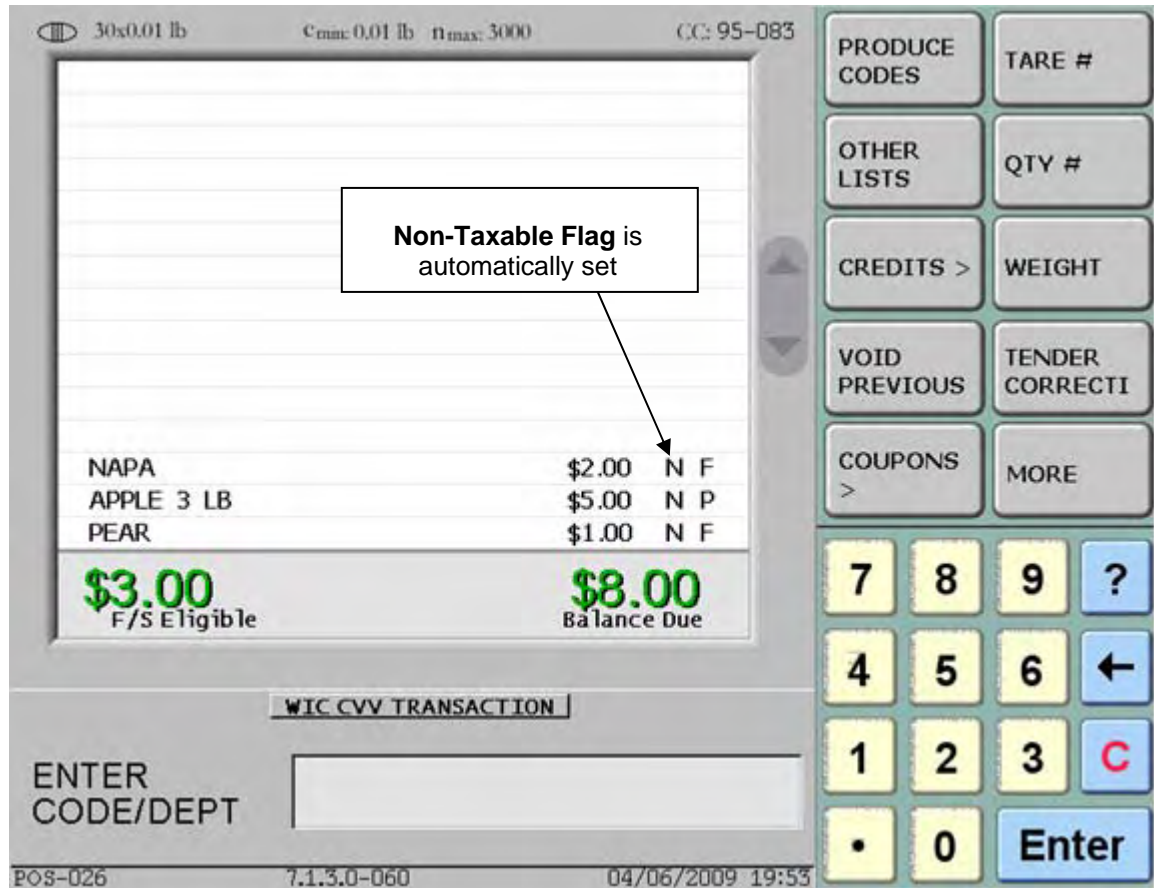 30x0.01 lb emin: 0.01 lb nmax: 3000 CC: 95-083
Non-Taxable Flag is
automatically set
NAPA $2.00 N F
APPLE 3 LB $5.00 N P
PEAR $1.00 N F
$3.00 $8.00
F/S Eligible Balance Due
WIC CVV TRANSACTION
ENTER
CODE/DEPT
POS-026 7.1.3.0-060 04/06/2009 19:53
PRODUCE
CODES
TARE #
OTHER
LISTS
QTY #
CREDITS >
WEIGHT
VOID
PREVIOUS
TENDER
CORRECTI
COUPONS
>
MORE
7 8 9 ?
4 5 6 ←
1 2 3 C
. 0 Enter